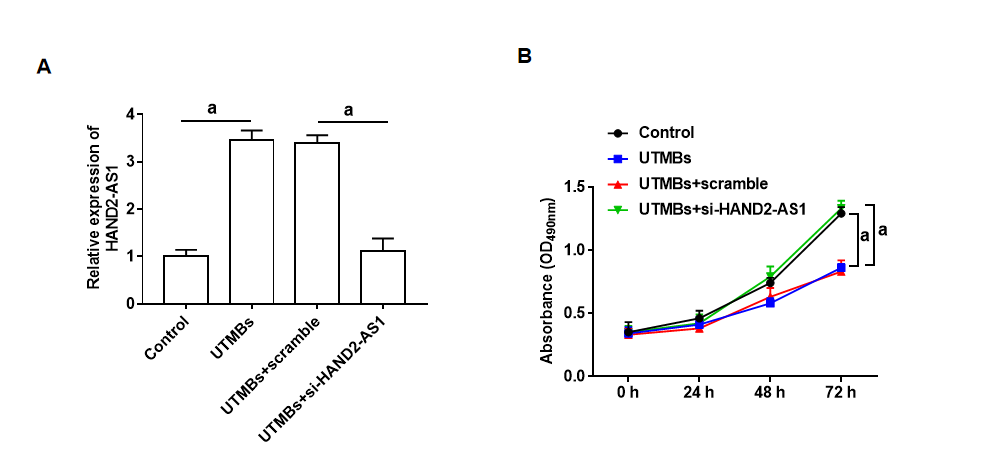 A
Relative expression of
HAND2-AS1
4
3
2
1
0
a
a
Control
UTMBs
UTMBs+scramble
UTMBs+si-HAND2-AS1
B
Control
UTMBs
UTMBs+scramble
UTMBs+si-HAND2-AS1
Absorbance (OD490nm)
1.5
1.0
0.5
0.0
a
a
0 h
24 h
48 h
72 h